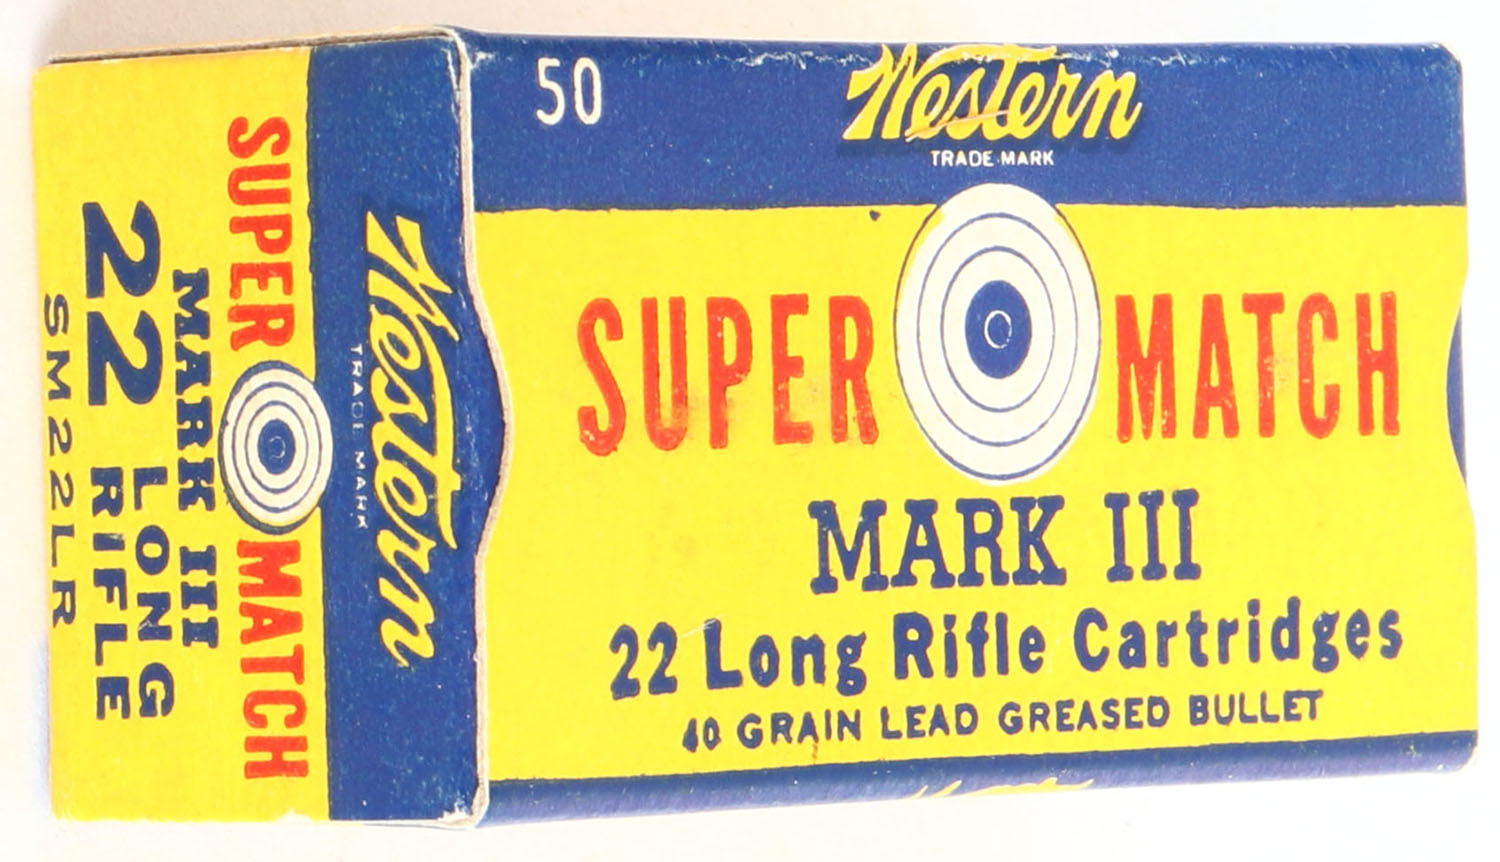 50
Western
TRADE MARK
SUPER MATCH
MARK III
22 Long Rifle Cartridges
40 GRAIN LEAD GREASED BULLET
Western
TRADE MARK
SUPER MATCH
MARK III
22 LONG
RIFLE
SM22LR